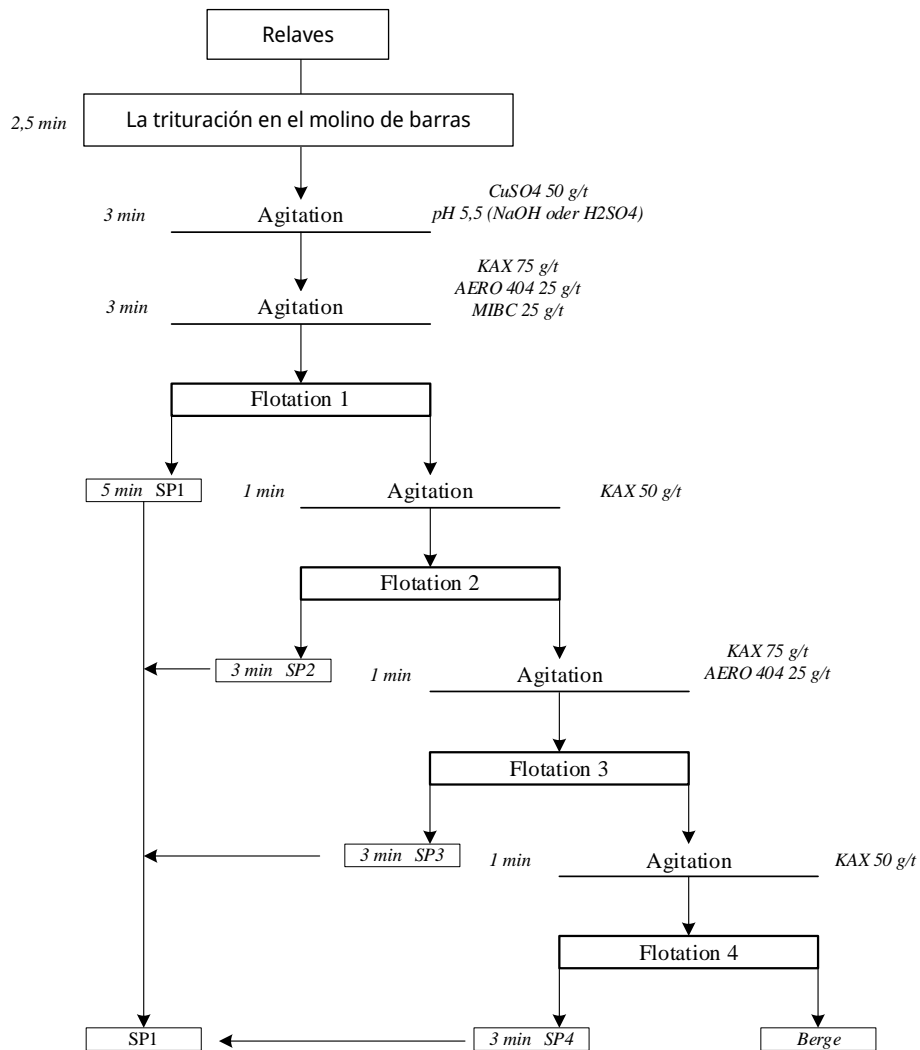 Relaves
2,5 min
La trituración en el molino de barras
CuSO4 50 g/t
3 min
Agitation
pH 5,5 (NaOH oder H2SO4)
KAX 75 g/t
AERO 404 25 g/t
3 min
Agitation
MIBC 25 g/t
Flotation 1
5 min SP1
1 min
Agitation
KAX 50 g/t
Flotation 2
3 min SP2
KAX 75 g/t
1 min
Agitation
AERO 404 25 g/t
Flotation 3
3 min SP3
1 min
Agitation
KAX 50 g/t
Flotation 4
SP1
3 min SP4
Berge